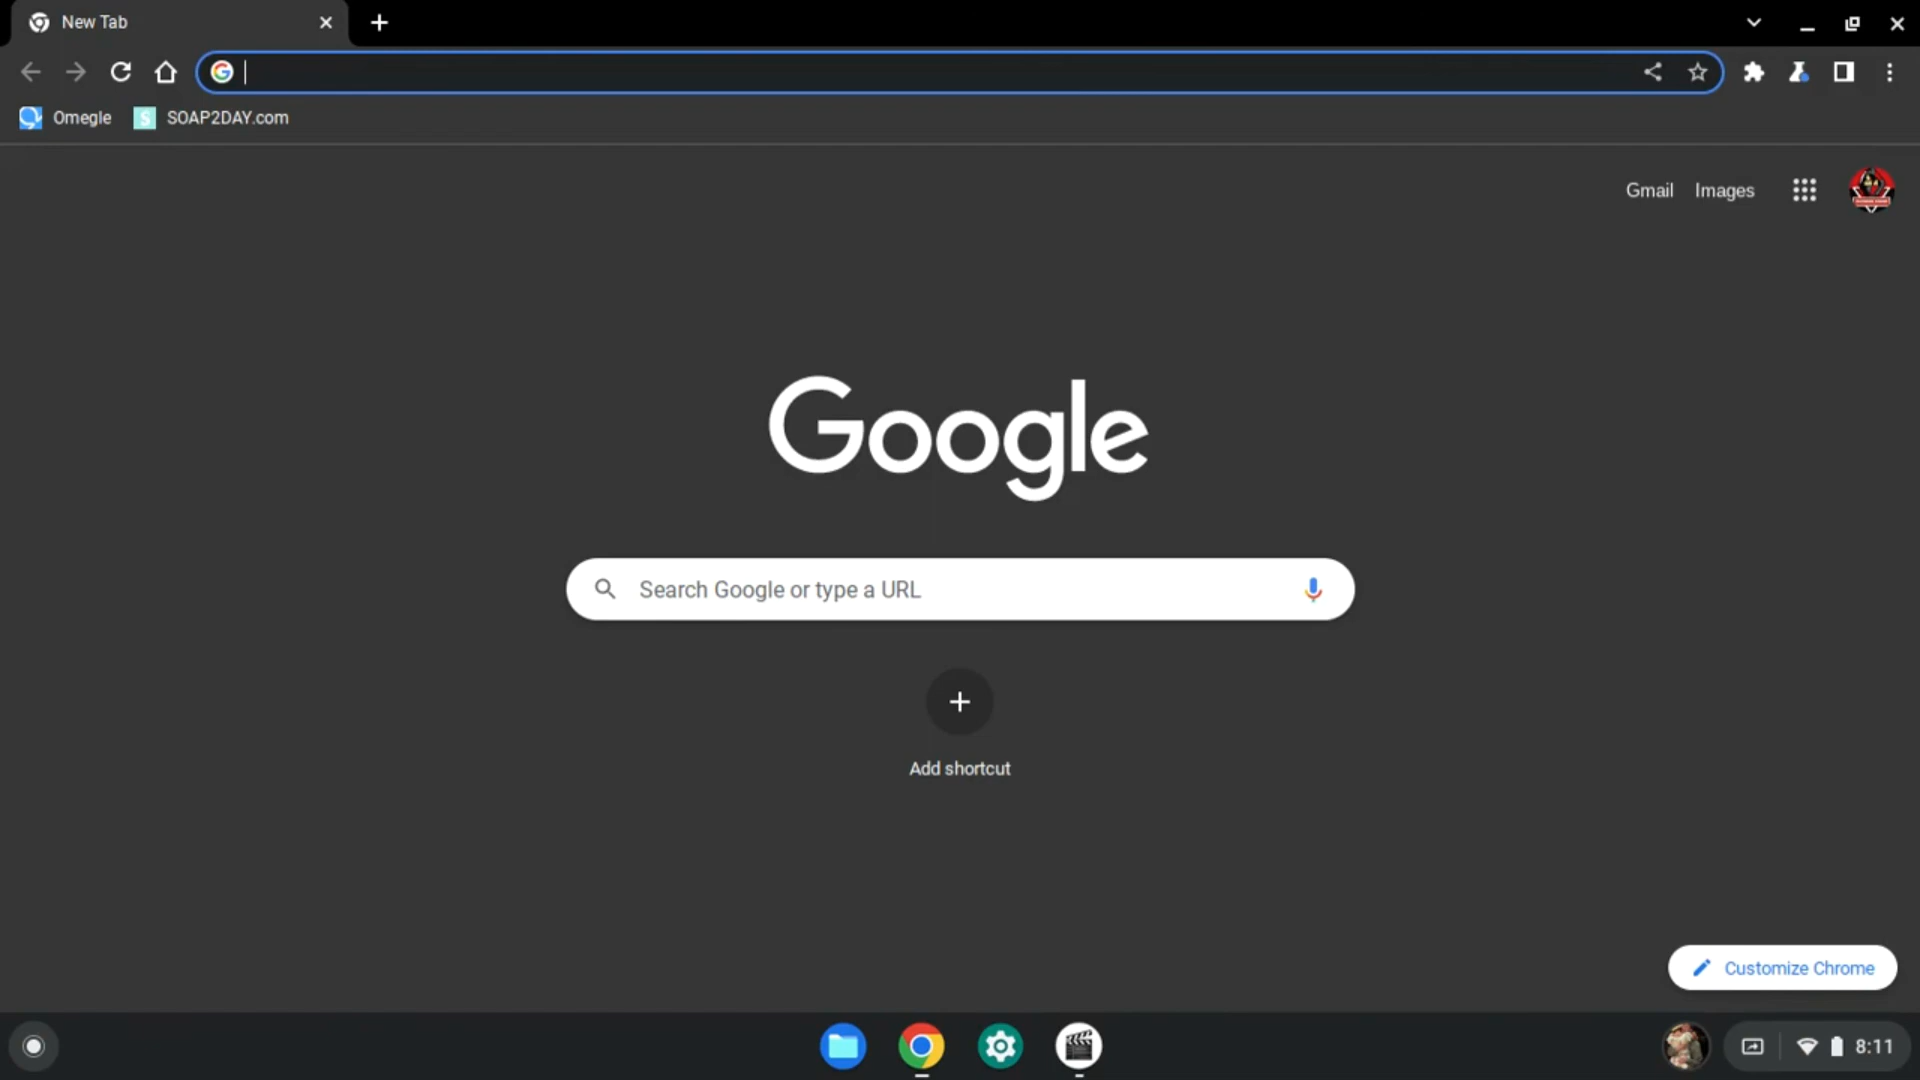 New Tab
Omegle
SOAP2DAY.com
Gmail
Images
Google
Search Google or type a URL
Add shortcut
Customize Chrome
8:11